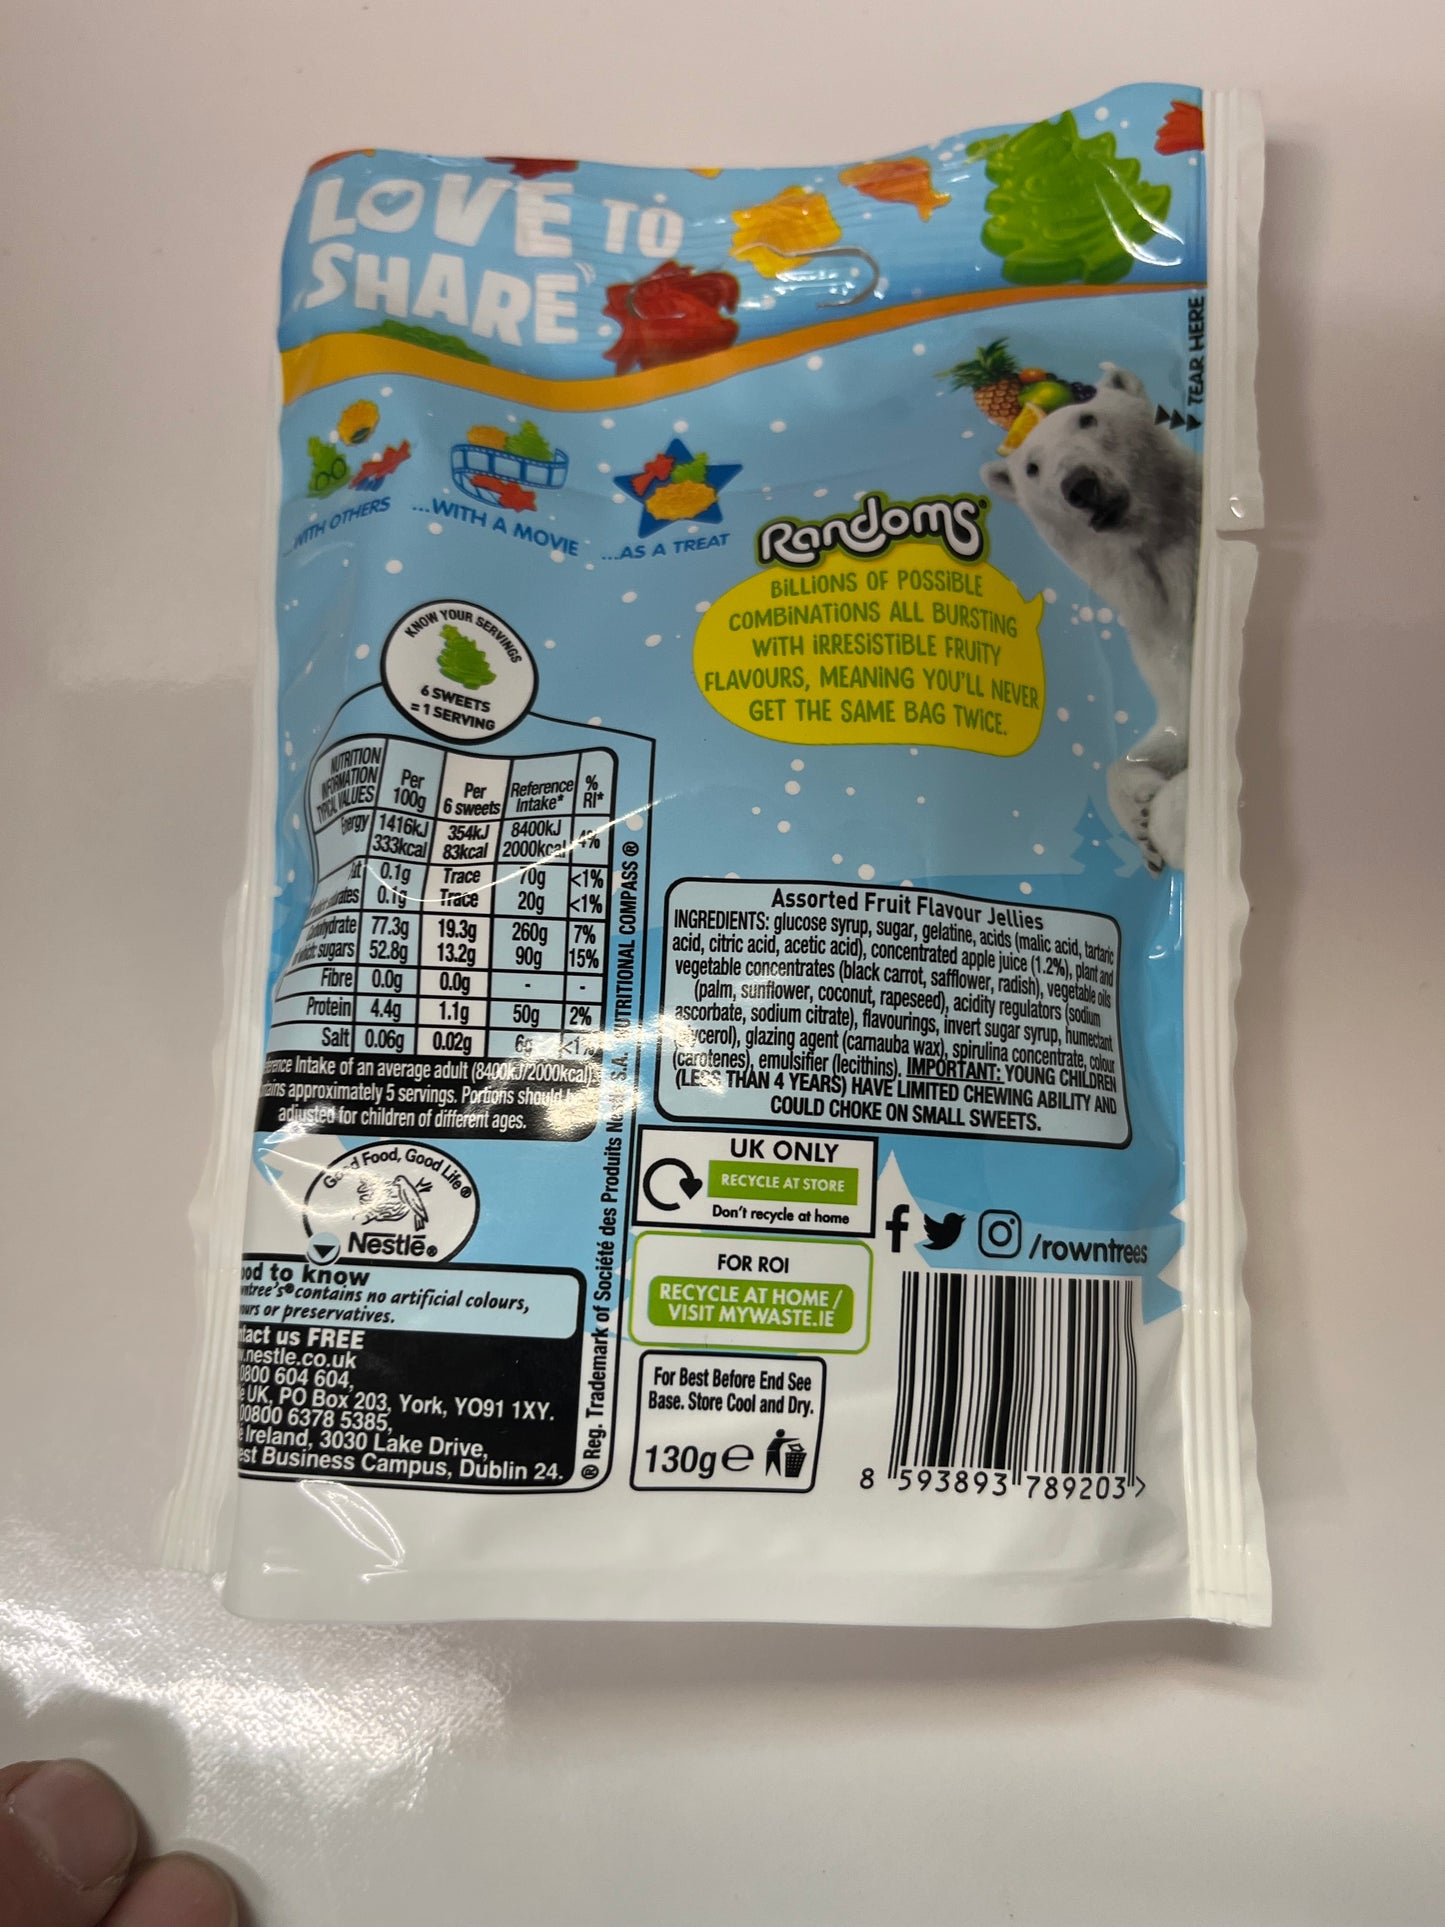 LOVE TO
SHARE
TEAR HERE
...WITH OTHERS
...WITH A MOVIE
...AS A TREAT
Randoms
BILLIONS OF POSSIBLE
COMBINATIONS ALL BURSTING
WITH IRRESISTIBLE FRUITY
FLAVOURS, MEANING YOU'LL NEVER
GET THE SAME BAG TWICE.
KNOW YOUR SERVINGS
6 SWEETS
= 1 SERVING
NUTRITION
INFORMATION
TYPICAL VALUES
Per
100g
Per
6 sweets
Reference
Intake*
%
RI*
Energy 1416kJ 354kJ 8400kJ 4%
333kcal 83kcal 2000kcal
0.1g Trace 70g <1%
0.1g Trace 20g <1%
77.3g 19.3g 260g 7%
sugars 52.8g 13.2g 90g 15%
Fibre 0.0g 0.0g - -
Protein 4.4g 1.1g 50g 2%
Salt 0.06g 0.02g 6g <1%
Intake of an average adult (8400kJ/2000kcal)
approximately 5 servings. Portions should be
adjusted for children of different ages.
® Reg. Trademark of Société des Produits Nestlé S.A. NUTRITIONAL COMPASS ®
Assorted Fruit Flavour Jellies
INGREDIENTS: glucose syrup, sugar, gelatine, acids (malic acid, tartaric
acid, citric acid, acetic acid), concentrated apple juice (1.2%), plant and
vegetable concentrates (black carrot, safflower, radish), vegetable oils
(palm, sunflower, coconut, rapeseed), acidity regulators (sodium
ascorbate, sodium citrate), flavourings, invert sugar syrup, humectant
(glycerol), glazing agent (carnauba wax), spirulina concentrate, colour
(carotenes), emulsifier (lecithins). IMPORTANT: YOUNG CHILDREN
(LESS THAN 4 YEARS) HAVE LIMITED CHEWING ABILITY AND
COULD CHOKE ON SMALL SWEETS.
Good Food, Good Life®
Nestlé®
to know
contains no artificial colours,
or preservatives.
us FREE
.nestle.co.uk
0800 604 604,
UK, PO Box 203, York, YO91 1XY.
00800 6378 5385,
Ireland, 3030 Lake Drive,
Business Campus, Dublin 24.
UK ONLY
RECYCLE AT STORE
Don't recycle at home
FOR ROI
RECYCLE AT HOME /
VISIT MYWASTE.IE
For Best Before End See
Base. Store Cool and Dry.
130g e
f
/rowntrees
8 593893 789203 >